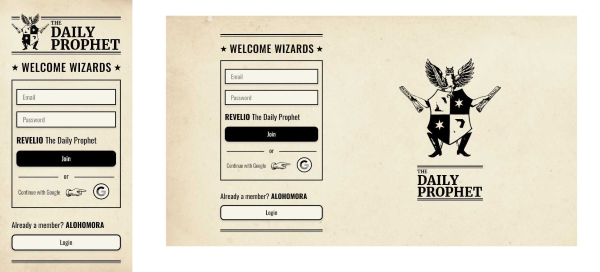 THE
DAILY
PROPHET
★ WELCOME WIZARDS ★
Email
Password
REVELIO The Daily Prophet
Join
or
Continue with Google
G
Already a member? ALOHOMORA
Login
★ WELCOME WIZARDS ★
Email
Password
REVELIO The Daily Prophet
Join
or
Continue with Google
G
Already a member? ALOHOMORA
Login
THE
DAILY
PROPHET